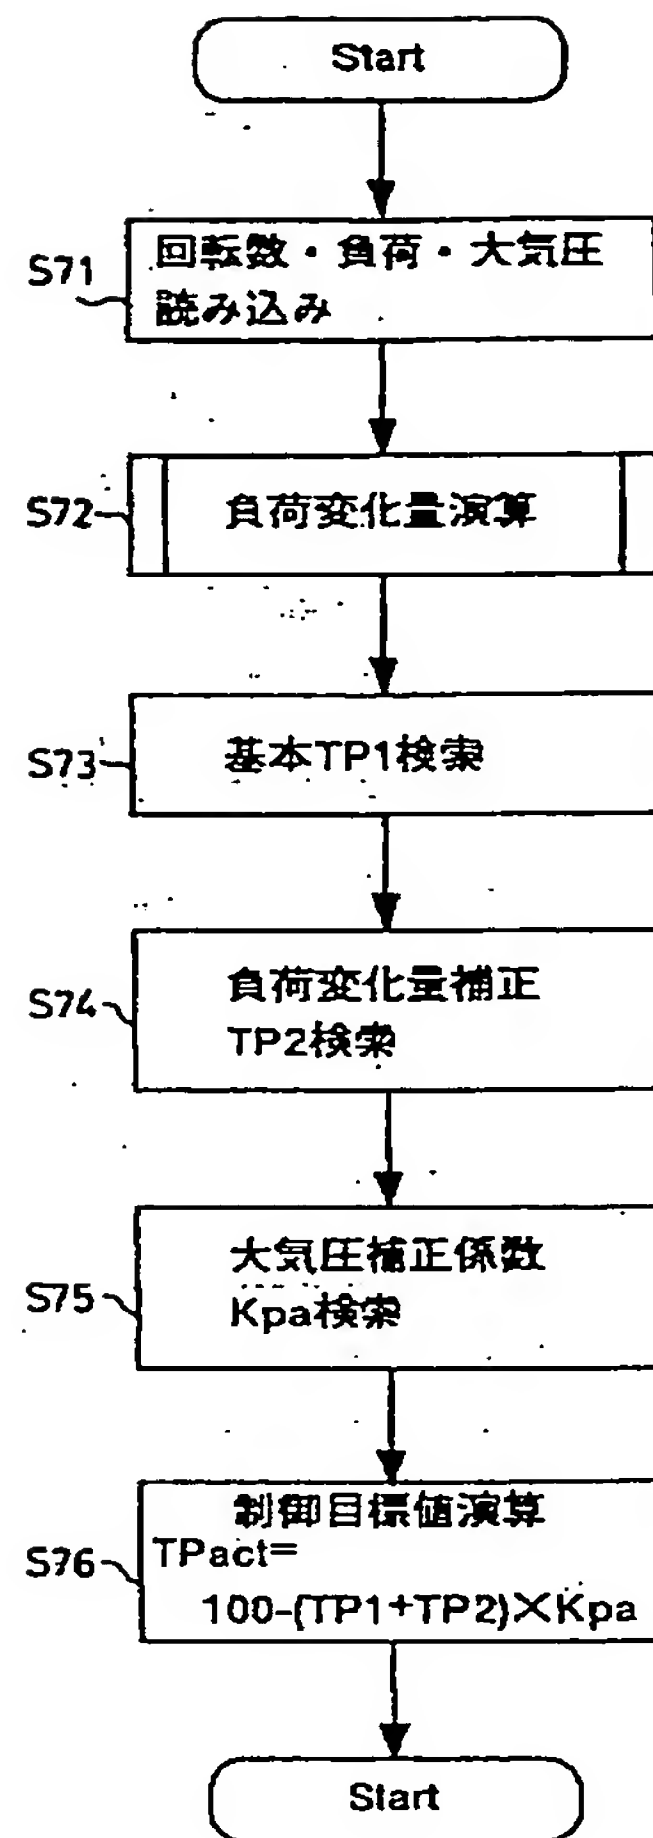 Start
S71
回転数・負荷・大気圧
読み込み
S72
負荷変化量演算
S73
基本TP1検索
S74
負荷変化量補正
TP2検索
S75
大気圧補正係数
Kpa検索
S76
制御目標値演算
TPact=
100-(TP1+TP2)×Kpa
Start